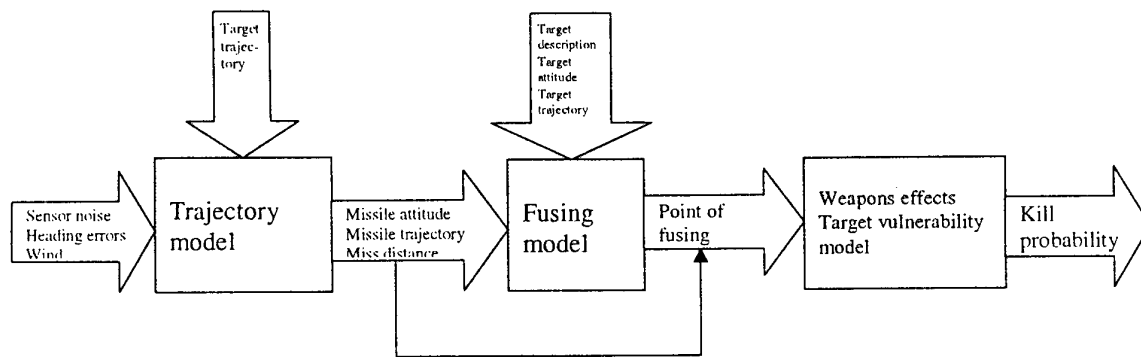 Target
trajec-
tory
Target
description
Target
attitude
Target
trajectory
Sensor noise
Heading errors
Wind
Trajectory
model
Missile attitude
Missile trajectory
Miss distance
Fusing
model
Point of
fusing
Weapons effects
Target vulnerability
model
Kill
probability